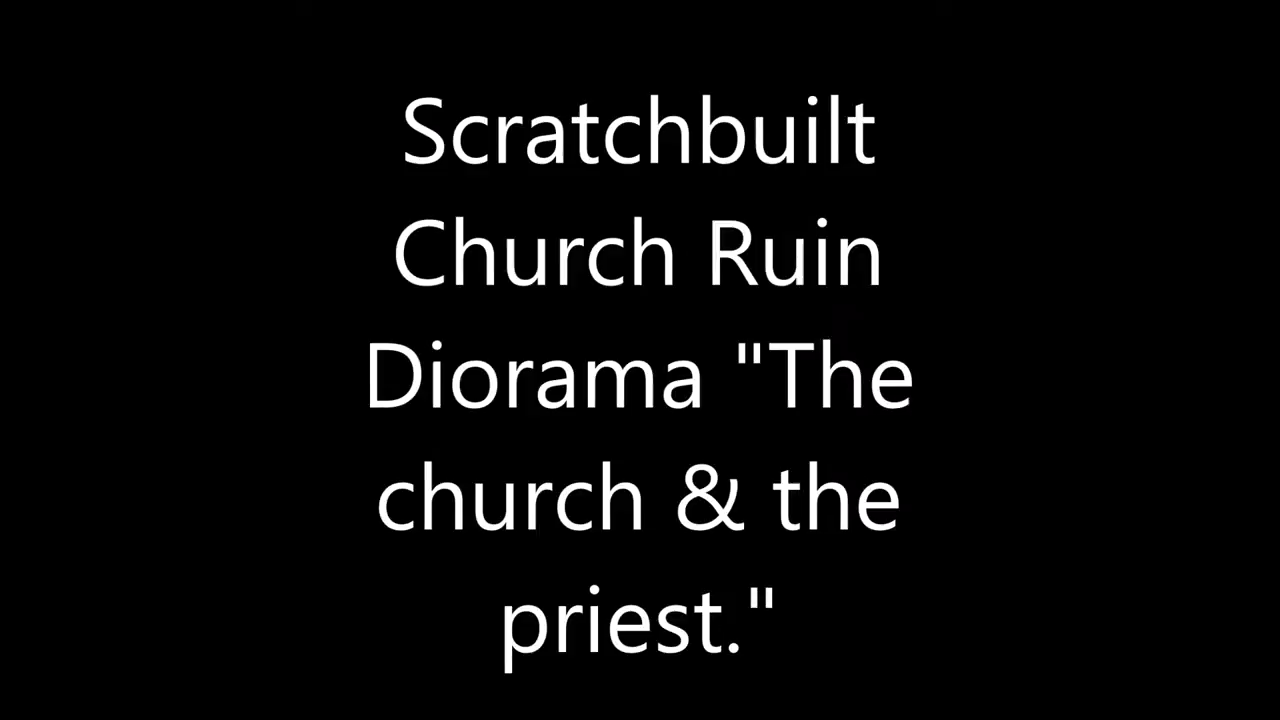 Scratchbuilt
Church Ruin
Diorama "The
church & the
priest."